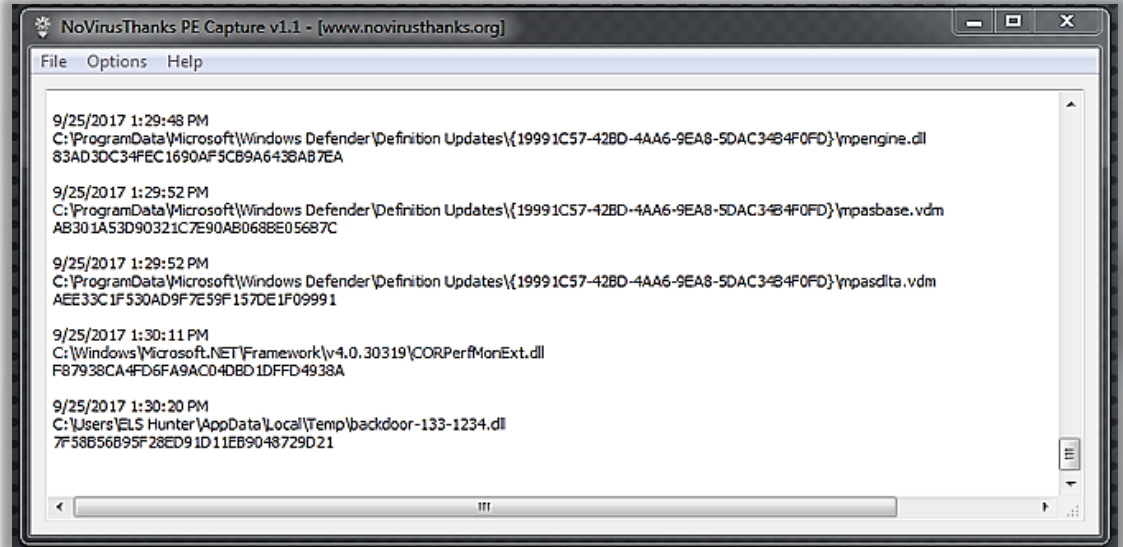 NoVirusThanks PE Capture v1.1 - [www.novirusthanks.org]
File Options Help
9/25/2017 1:29:48 PM
C:\ProgramData\Microsoft\Windows Defender\Definition Updates\{19991C57-42BD-4AA6-9EA8-5DAC34B4F0FD}\mpengine.dll
83AD3DC34FEC1690AF5CB9A643BAB7EA
9/25/2017 1:29:52 PM
C:\ProgramData\Microsoft\Windows Defender\Definition Updates\{19991C57-42BD-4AA6-9EA8-5DAC34B4F0FD}\mpasbase.vdm
AB301A53D90321C7E90AB068BE056B7C
9/25/2017 1:29:52 PM
C:\ProgramData\Microsoft\Windows Defender\Definition Updates\{19991C57-42BD-4AA6-9EA8-5DAC34B4F0FD}\mpasdlta.vdm
AEE33C1F530AD9F7E59F157DE1F09991
9/25/2017 1:30:11 PM
C:\Windows\Microsoft.NET\Framework\v4.0.30319\CORPerfMonExt.dll
F87938CA4FD6FA9AC04DBD1DFFD4938A
9/25/2017 1:30:20 PM
C:\Users\ELS Hunter\AppData\Local\Temp\backdoor-133-1234.dll
7F58B56B95F28ED91D11EB9048729D21